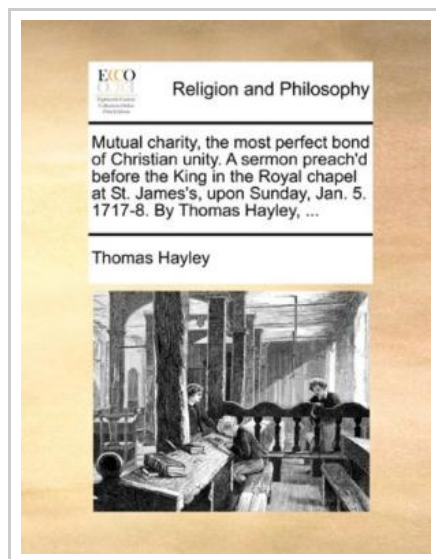 ECCO
Religion and Philosophy
Mutual charity, the most perfect bond
of Christian unity. A sermon preach'd
before the King in the Royal chapel
at St. James's, upon Sunday, Jan. 5.
1717-8. By Thomas Hayley, ...
Thomas Hayley